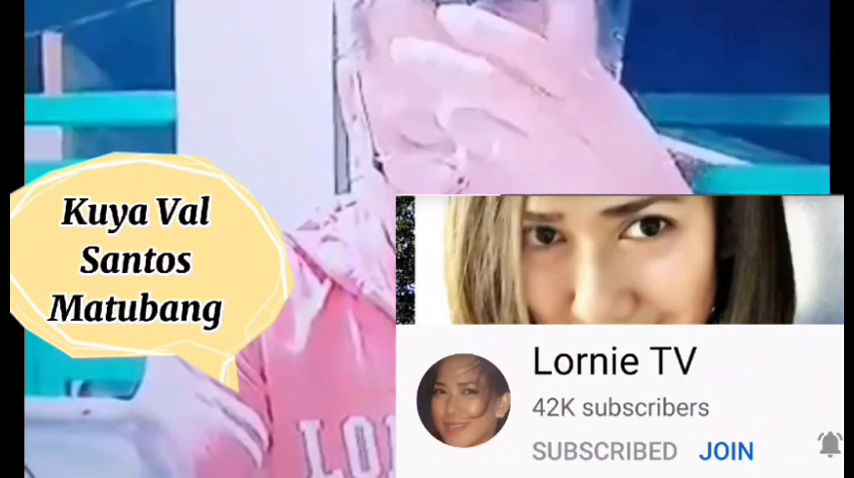 Kuya Val
Santos
Matubang
Lornie TV
42K subscribers
SUBSCRIBED JOIN